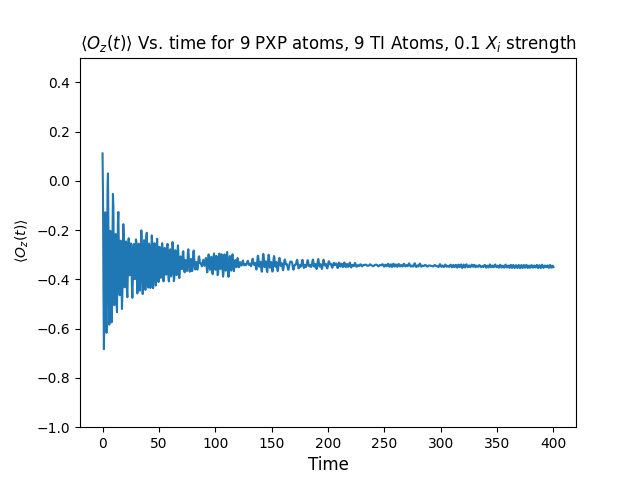 ⟨O_z(t)⟩ Vs. time for 9 PXP atoms, 9 TI Atoms, 0.1 X_i strength
0.4
0.2
0.0
−0.2
⟨O_z(t)⟩
−0.4
−0.6
−0.8
−1.0
0 50 100 150 200 250 300 350 400
Time